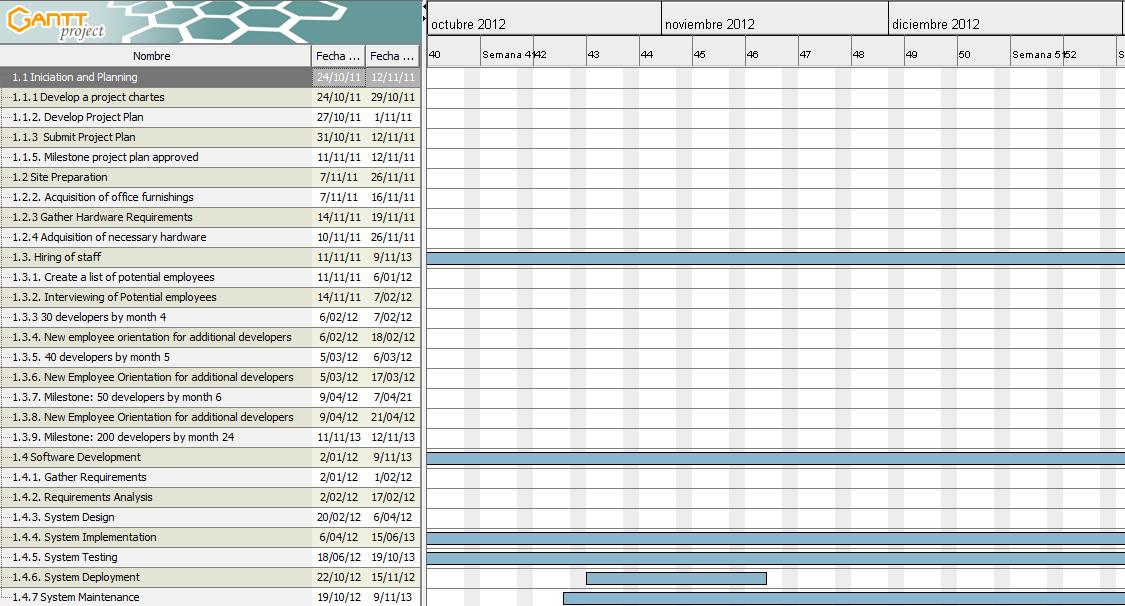 GANTT project
octubre 2012 noviembre 2012 diciembre 2012
Nombre Fecha ... Fecha ... 40 Semana 41 42 43 44 45 46 47 48 49 50 Semana 51 52 S
1.1 Iniciation and Planning 24/10/11 12/11/11
1.1.1 Develop a project chartes 24/10/11 29/10/11
1.1.2. Develop Project Plan 27/10/11 1/11/11
1.1.3 Submit Project Plan 31/10/11 12/11/11
1.1.5. Milestone project plan approved 11/11/11 12/11/11
1.2 Site Preparation 7/11/11 26/11/11
1.2.2. Acquisition of office furnishings 7/11/11 16/11/11
1.2.3 Gather Hardware Requirements 14/11/11 19/11/11
1.2.4 Adquisition of necessary hardware 10/11/11 26/11/11
1.3. Hiring of staff 11/11/11 9/11/13
1.3.1. Create a list of potential employees 11/11/11 6/01/12
1.3.2. Interviewing of Potential employees 14/11/11 7/02/12
1.3.3 30 developers by month 4 6/02/12 7/02/12
1.3.4. New employee orientation for additional developers 6/02/12 18/02/12
1.3.5. 40 developers by month 5 5/03/12 6/03/12
1.3.6. New Employee Orientation for additional developers 5/03/12 17/03/12
1.3.7. Milestone: 50 developers by month 6 9/04/12 7/04/21
1.3.8. New Employee Orientation for additional developers 9/04/12 21/04/12
1.3.9. Milestone: 200 developers by month 24 11/11/13 12/11/13
1.4 Software Development 2/01/12 9/11/13
1.4.1. Gather Requirements 2/01/12 1/02/12
1.4.2. Requirements Analysis 2/02/12 17/02/12
1.4.3. System Design 20/02/12 6/04/12
1.4.4. System Implementation 6/04/12 15/06/13
1.4.5. System Testing 18/06/12 19/10/13
1.4.6. System Deployment 22/10/12 15/11/12
1.4.7 System Maintenance 19/10/12 9/11/13